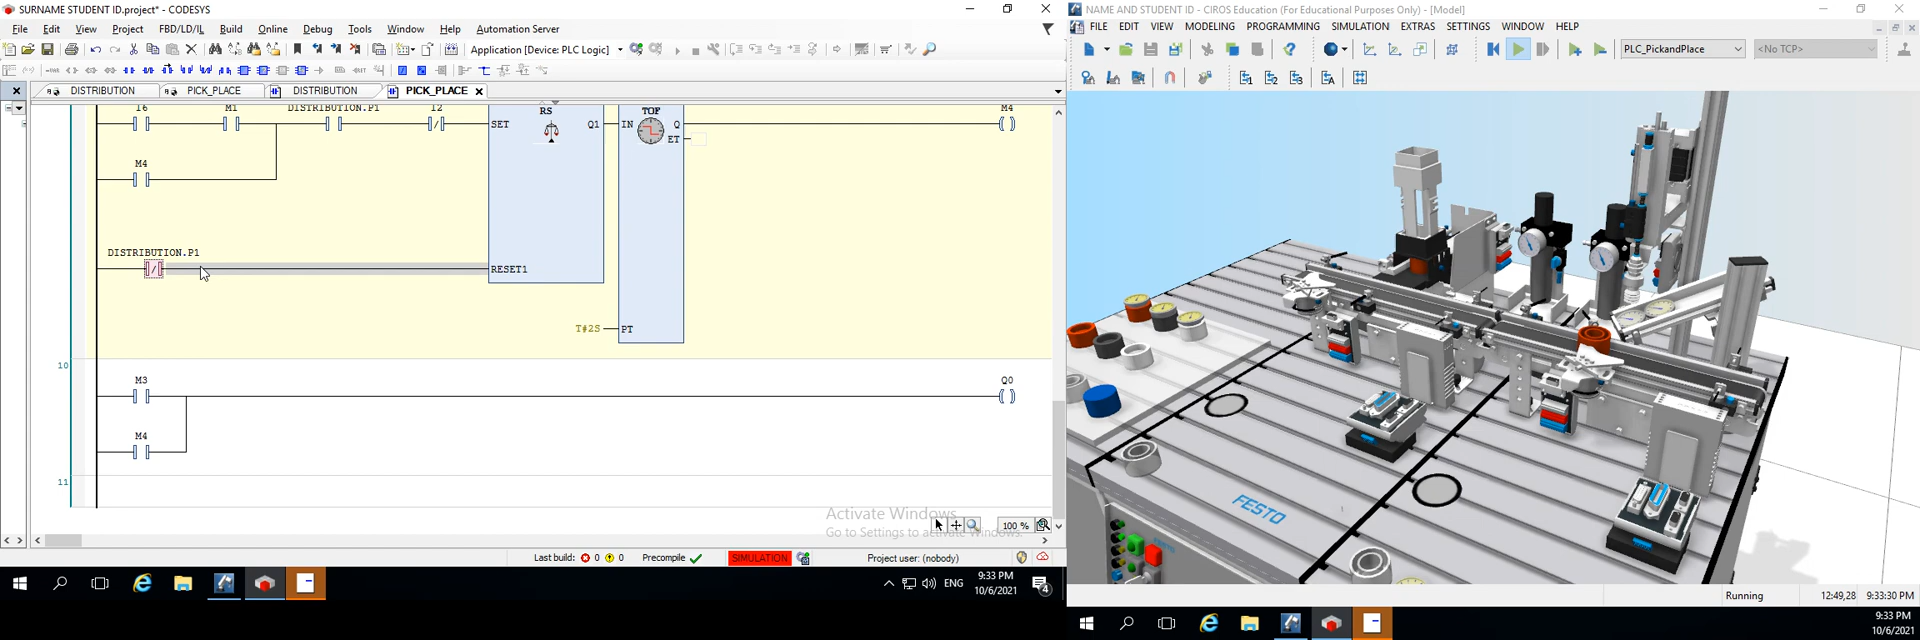 SURNAME STUDENT ID.project* - CODESYS
File Edit View Project FBD/LD/IL Build Online Debug Tools Window Help Automation Server
Application [Device: PLC Logic]
DISTRIBUTION PICK_PLACE DISTRIBUTION PICK_PLACE
I6 M1 DISTRIBUTION.P1 I2 RS TOF M4
SET Q1 IN Q
ET
M4
DISTRIBUTION.P1
RESET1
T#2S PT
10
M3 Q0
M4
11
Activate Windows
Go to Settings to activate Windows.
100 %
Last build: 0 0 Precompile SIMULATION Project user: (nobody)
ENG 9:33 PM
10/6/2021
4
NAME AND STUDENT ID - CIROS Education (For Educational Purposes Only) - [Model]
FILE EDIT VIEW MODELING PROGRAMMING SIMULATION EXTRAS SETTINGS WINDOW HELP
PLC_PickandPlace <No TCP>
FESTO
Running 12:49,28 9:33:30 PM
9:33 PM
10/6/2021